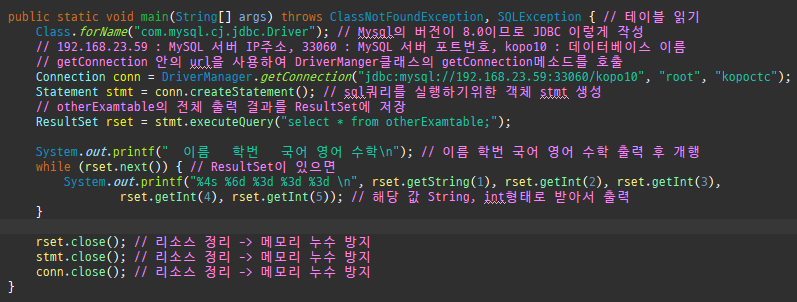 public static void main(String[] args) throws ClassNotFoundException, SQLException { // 테이블 읽기
Class.forName("com.mysql.cj.jdbc.Driver"); // Mysql의 버전이 8.0이므로 JDBC 이렇게 작성
// 192.168.23.59 : MySQL 서버 IP주소, 33060 : MySQL 서버 포트번호, kopo10 : 데이터베이스 이름
// getConnection 안의 url을 사용하여 DriverManger클래스의 getConnection메소드를 호출
Connection conn = DriverManager.getConnection("jdbc:mysql://192.168.23.59:33060/kopo10", "root", "kopoctc");
Statement stmt = conn.createStatement(); // sql쿼리를 실행하기위한 객체 stmt 생성
// otherExamtable의 전체 출력 결과를 ResultSet에 저장
ResultSet rset = stmt.executeQuery("select * from otherExamtable;");
System.out.printf("  이름   학번   국어 영어 수학\n"); // 이름 학번 국어 영어 수학 출력 후 개행
while (rset.next()) { // ResultSet이 있으면
System.out.printf("%4s %6d %3d %3d %3d \n", rset.getString(1), rset.getInt(2), rset.getInt(3),
rset.getInt(4), rset.getInt(5)); // 해당 값 String, int형태로 받아서 출력
}
rset.close(); // 리소스 정리 -> 메모리 누수 방지
stmt.close(); // 리소스 정리 -> 메모리 누수 방지
conn.close(); // 리소스 정리 -> 메모리 누수 방지
}